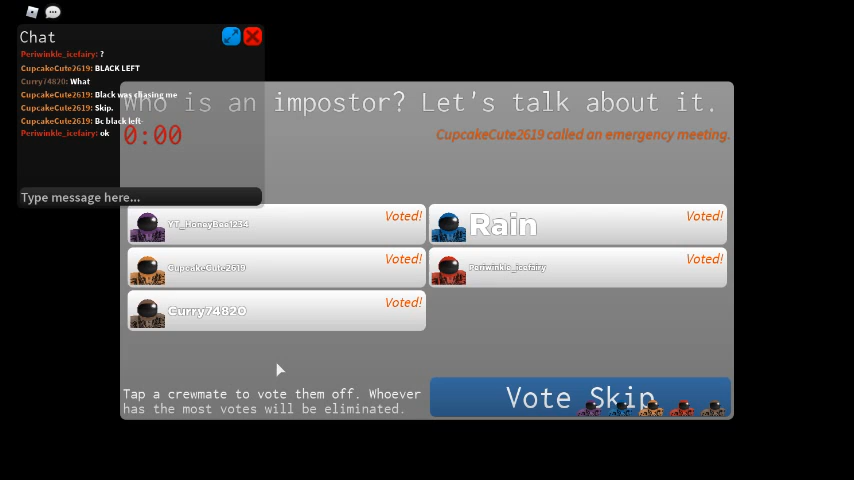 Chat
Periwinkle_icefairy: ?
CupcakeCute2619: BLACK LEFT
Curry74820: What
CupcakeCute2619: Black was chasing me
CupcakeCute2619: Skip.
CupcakeCute2619: Bc black left-
Periwinkle_icefairy: ok
Type message here...
Who is an impostor? Let's talk about it.
0:00
CupcakeCute2619 called an emergency meeting.
YT_HoneyBee1234 Voted!
Rain Voted!
CupcakeCute2619 Voted!
Periwinkle_icefairy Voted!
Curry74820 Voted!
Tap a crewmate to vote them off. Whoever
has the most votes will be eliminated.
Vote Skip